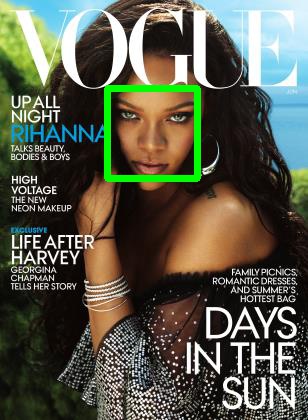 VOGUE
JUN
UP ALL
NIGHT
RIHANNA
TALKS BEAUTY,
BODIES & BOYS
HIGH
VOLTAGE
THE NEW
NEON MAKEUP
EXCLUSIVE
LIFE AFTER
HARVEY
GEORGINA
CHAPMAN
TELLS HER STORY
FAMILY PICNICS,
ROMANTIC DRESSES,
AND SUMMER'S
HOTTEST BAG
DAYS
IN THE
SUN